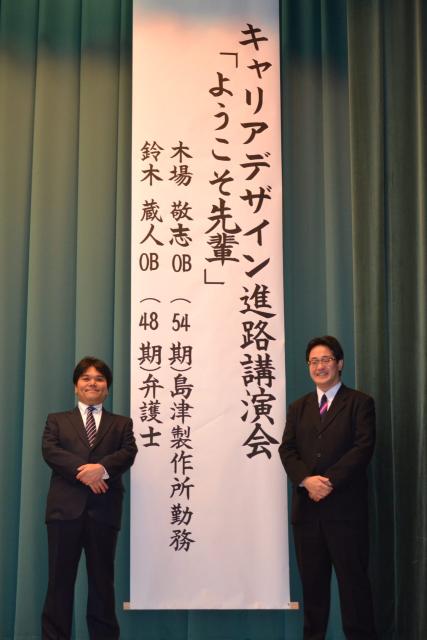 キャリアデザイン進路講演会
「ようこそ先輩」
木場 敬志OB (54期)島津製作所勤務
鈴木 蔵人OB (48期)弁護士